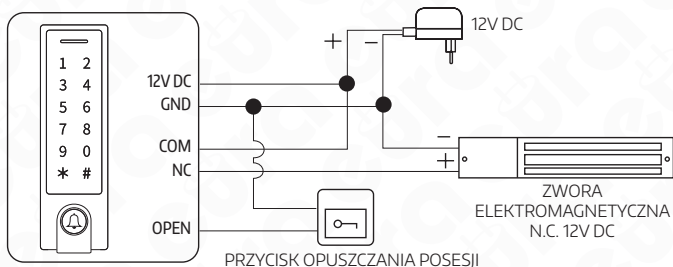 12V DC
+
−
1 2
3 4
5 6
7 8
9 0
* #
12V DC
GND
COM
NC
OPEN
−
+
ZWORA
ELEKTROMAGNETYCZNA
N.C. 12V DC
PRZYCISK OPUSZCZANIA POSESJI